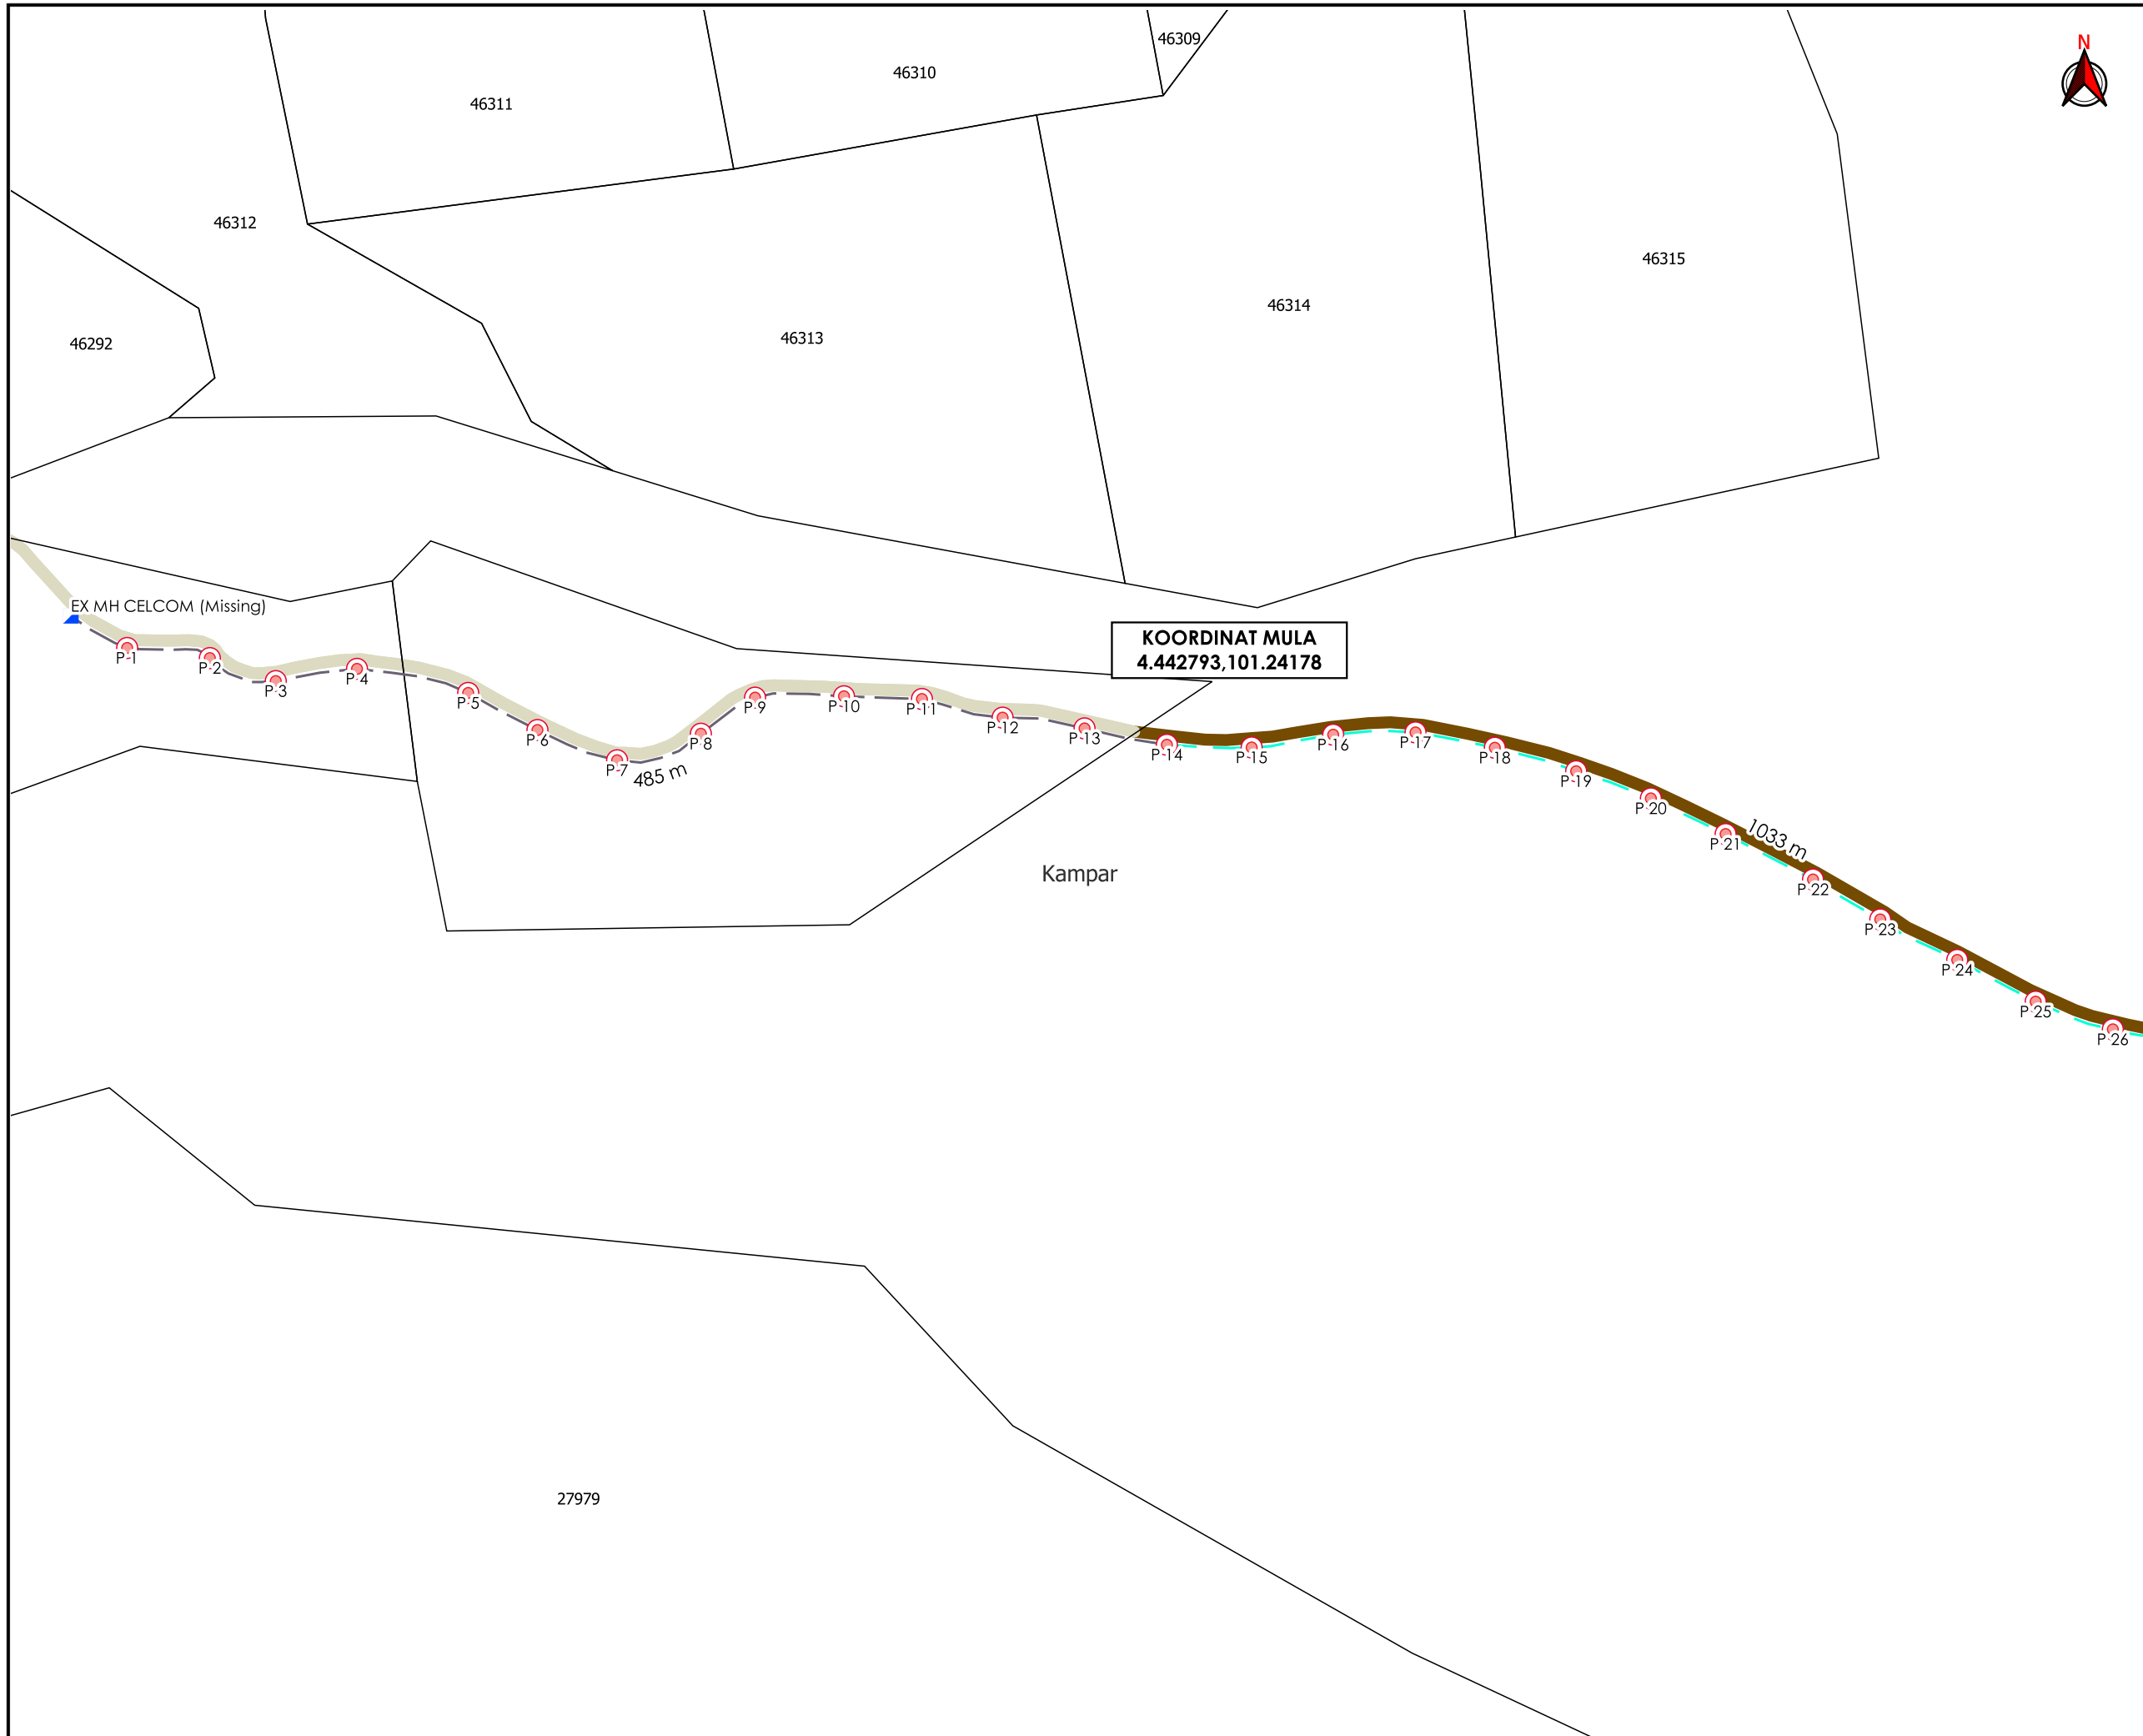 N
46309
46310
46311
46312
46315
46314
46313
46292
EX MH CELCOM (Missing)
KOORDINAT MULA
4.442793,101.24178
P-1
P-2
P-3
P-4
P-5
P-6
P-7
485 m
P-8
P-9
P-10
P-11
P-12
P-13
P-14
P-15
P-16
P-17
P-18
P-19
P-20
P-21
1033 m
P-22
P-23
P-24
P-25
P-26
Kampar
27979